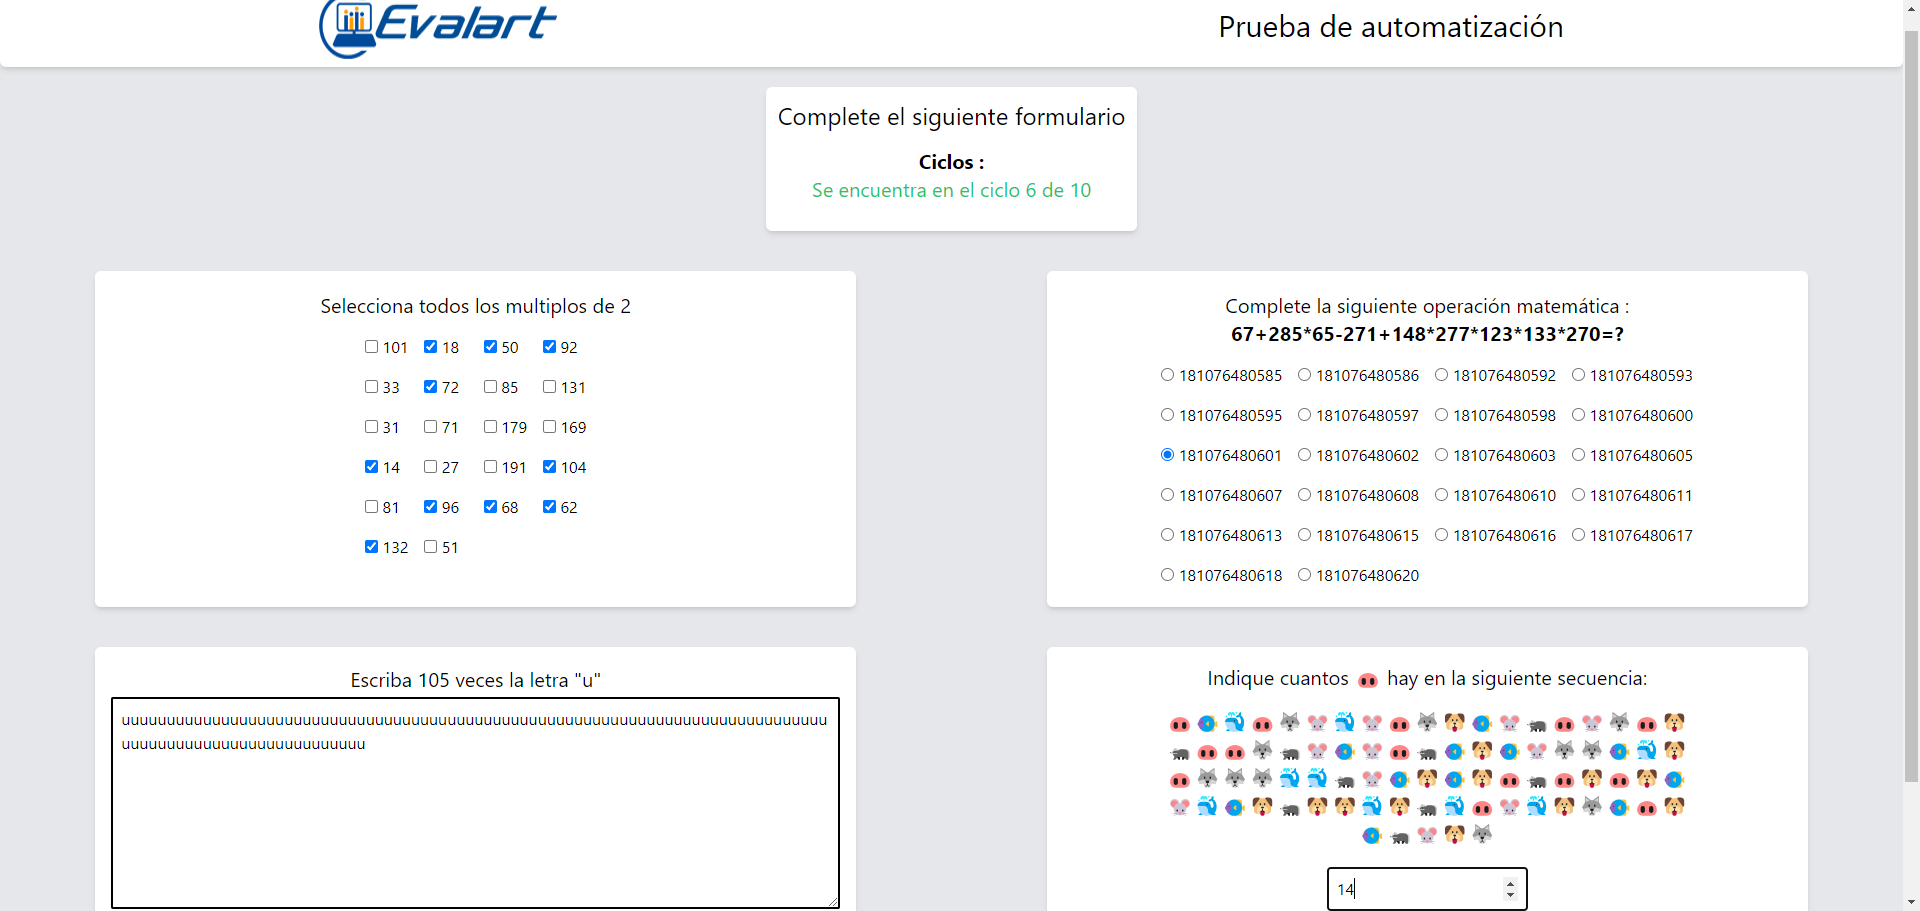 Evalart
Prueba de automatización
Complete el siguiente formulario
Ciclos :
Se encuentra en el ciclo 6 de 10
Selecciona todos los multiplos de 2
101 18 50 92
33 72 85 131
31 71 179 169
14 27 191 104
81 96 68 62
132 51
Complete la siguiente operación matemática :
67+285*65-271+148*277*123*133*270=?
181076480585 181076480586 181076480592 181076480593
181076480595 181076480597 181076480598 181076480600
181076480601 181076480602 181076480603 181076480605
181076480607 181076480608 181076480610 181076480611
181076480613 181076480615 181076480616 181076480617
181076480618 181076480620
Escriba 105 veces la letra "u"
uuuuuuuuuuuuuuuuuuuuuuuuuuuuuuuuuuuuuuuuuuuuuuuuuuuuuuuuuuuuuuuuuuuuuuuuuuuuuu
uuuuuuuuuuuuuuuuuuuuuuuuuuu
Indique cuantos hay en la siguiente secuencia:
14